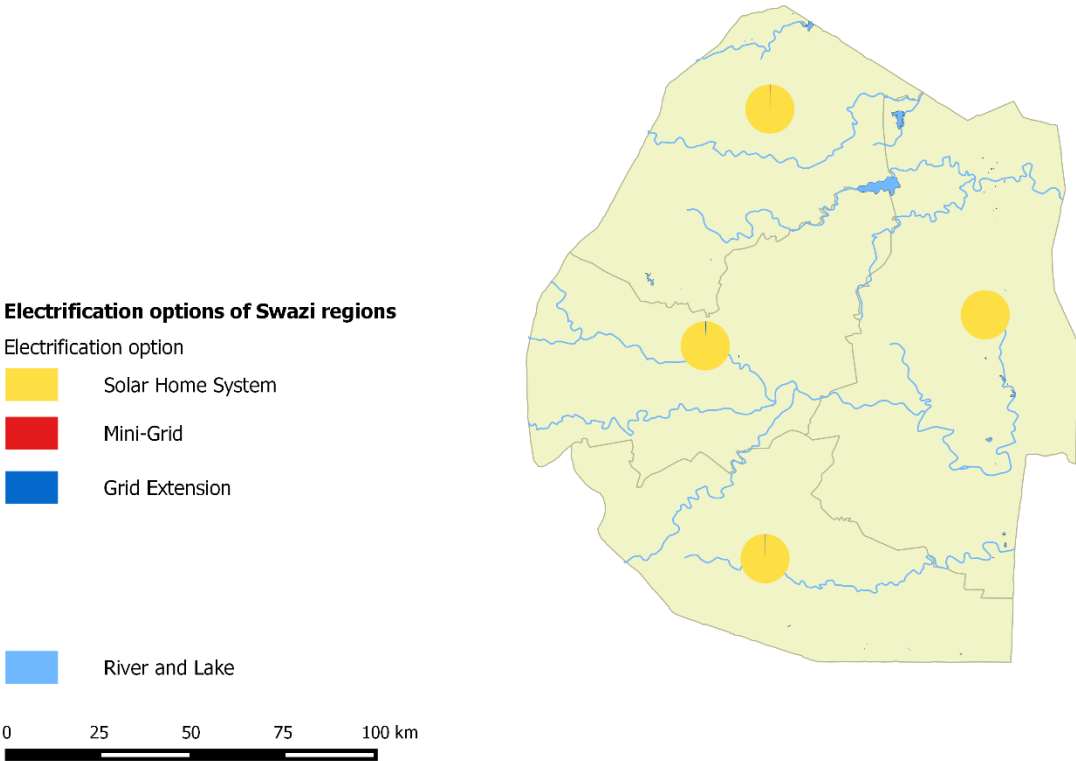 Electrification options of Swazi regions
Electrification option
Solar Home System
Mini-Grid
Grid Extension
River and Lake
0 25 50 75 100 km